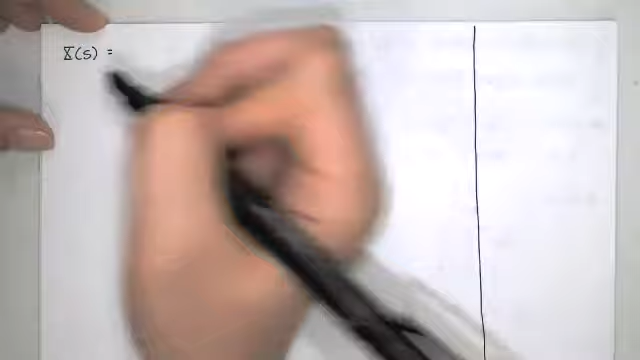 X(s) =